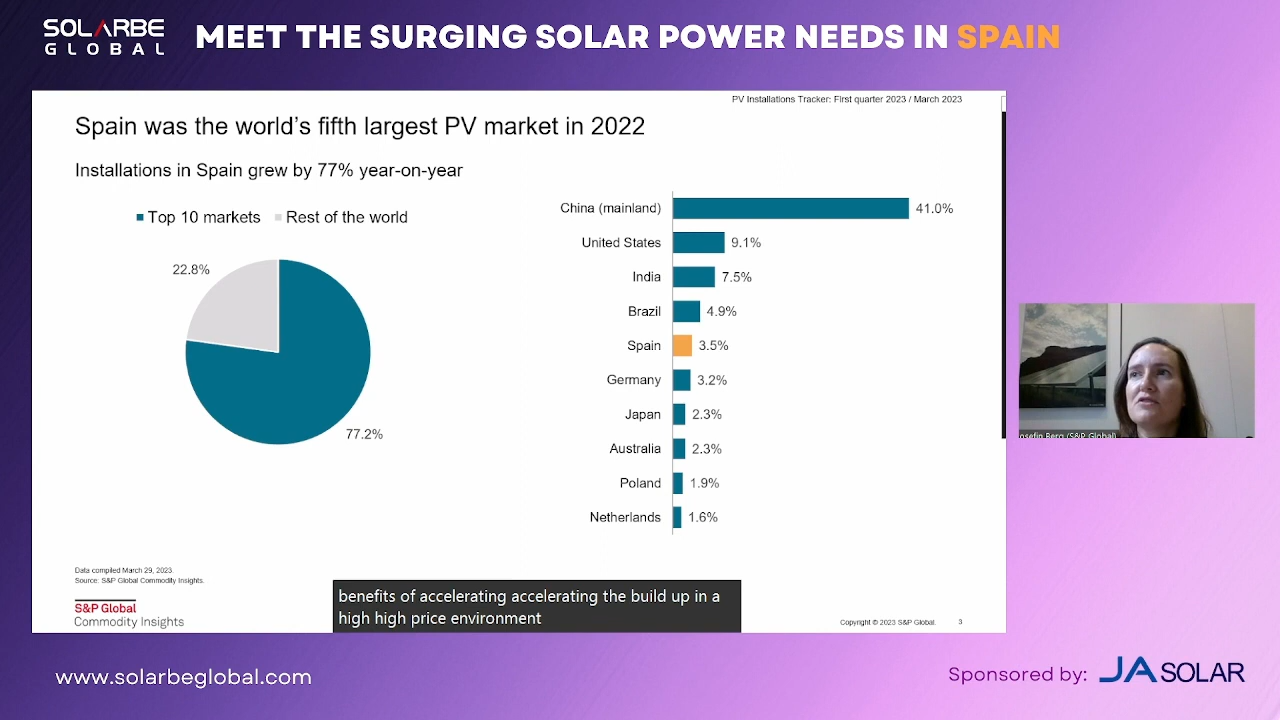 SOLARBE
GLOBAL
MEET THE SURGING SOLAR POWER NEEDS IN SPAIN
PV Installations Tracker: First quarter 2023 / March 2023
Spain was the world's fifth largest PV market in 2022
Installations in Spain grew by 77% year-on-year
Top 10 markets
Rest of the world
22.8%
77.2%
China (mainland) 41.0%
United States 9.1%
India 7.5%
Brazil 4.9%
Spain 3.5%
Germany 3.2%
Japan 2.3%
Australia 2.3%
Poland 1.9%
Netherlands 1.6%
Data compiled March 29, 2023.
Source: S&P Global Commodity Insights.
S&P Global
Commodity Insights
benefits of accelerating accelerating the build up in a
high high price environment
Copyright © 2023 S&P Global.
3
Berg (S&P Global)
www.solarbeglobal.com
Sponsored by: JA SOLAR